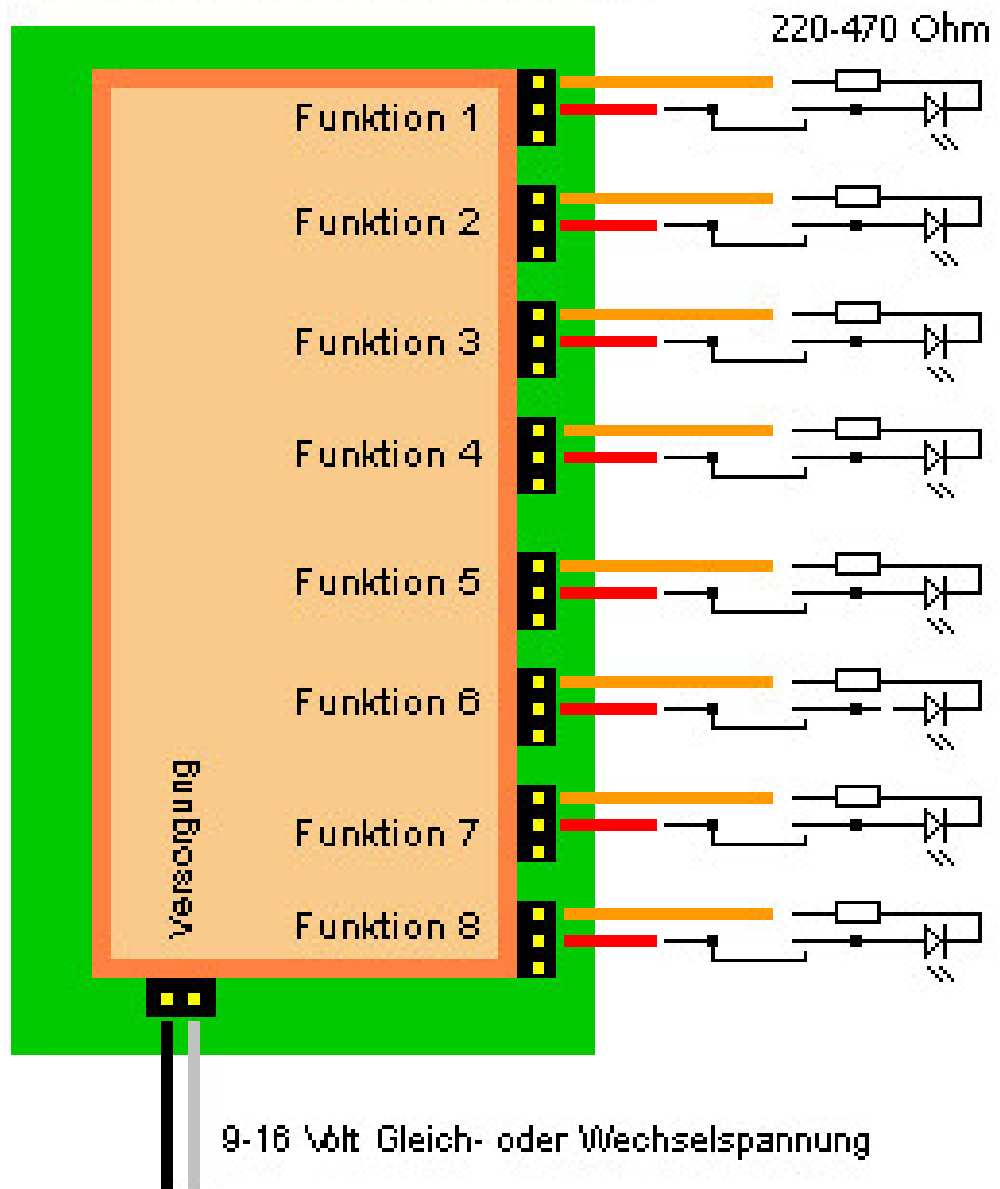 220-470 Ohm
Funktion 1
Funktion 2
Funktion 3
Funktion 4
Funktion 5
Funktion 6
Funktion 7
Funktion 8
Versorgung
9-16 Volt Gleich- oder Wechselspannung